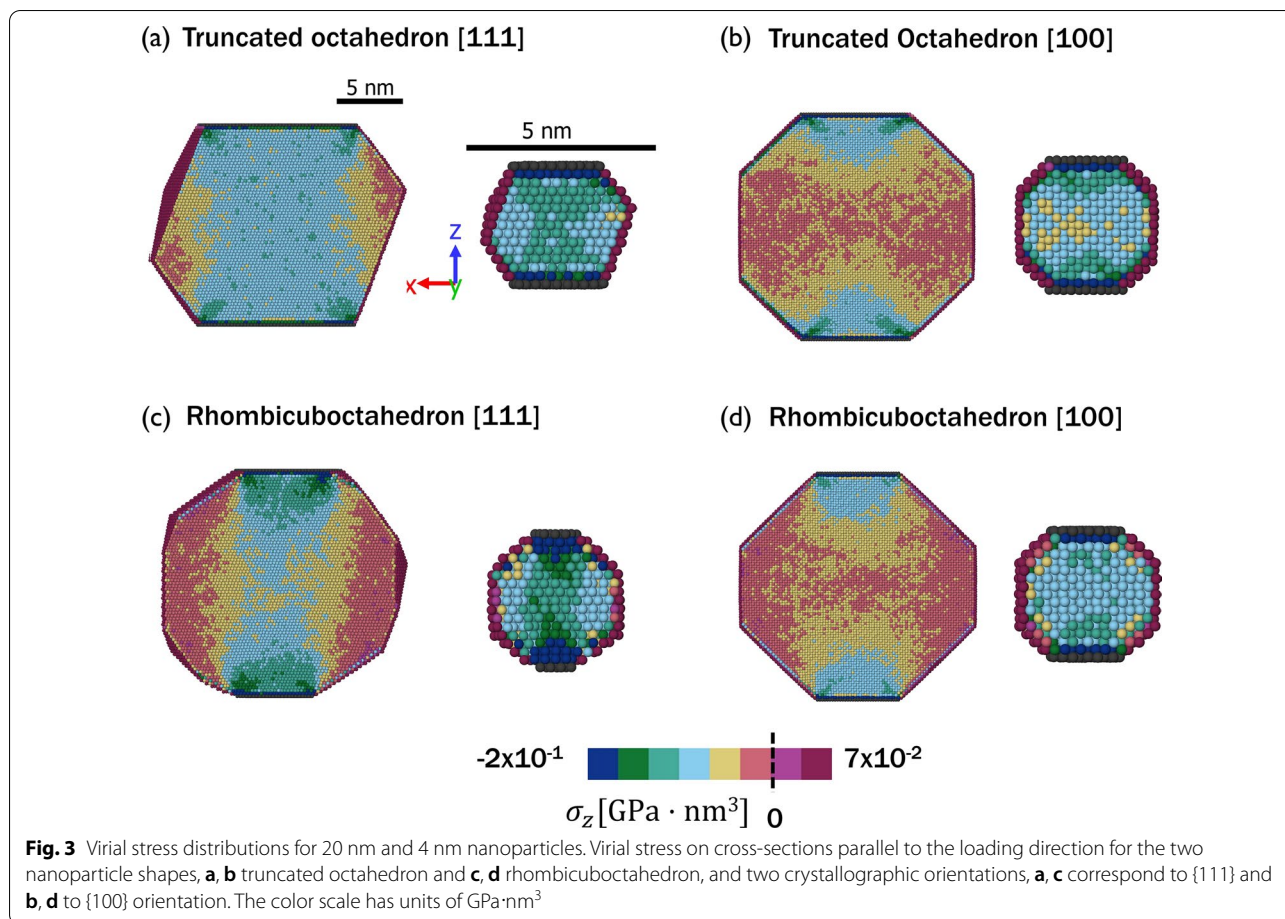 (a) Truncated octahedron [111]
(b) Truncated Octahedron [100]
5 nm
5 nm
z
x
y
(c) Rhombicuboctahedron [111]
(d) Rhombicuboctahedron [100]
-2x10⁻¹
7x10⁻²
σz[GPa · nm³] 0
Fig. 3 Virial stress distributions for 20 nm and 4 nm nanoparticles. Virial stress on cross-sections parallel to the loading direction for the two
nanoparticle shapes, a, b truncated octahedron and c, d rhombicuboctahedron, and two crystallographic orientations, a, c correspond to {111} and
b, d to {100} orientation. The color scale has units of GPa·nm³